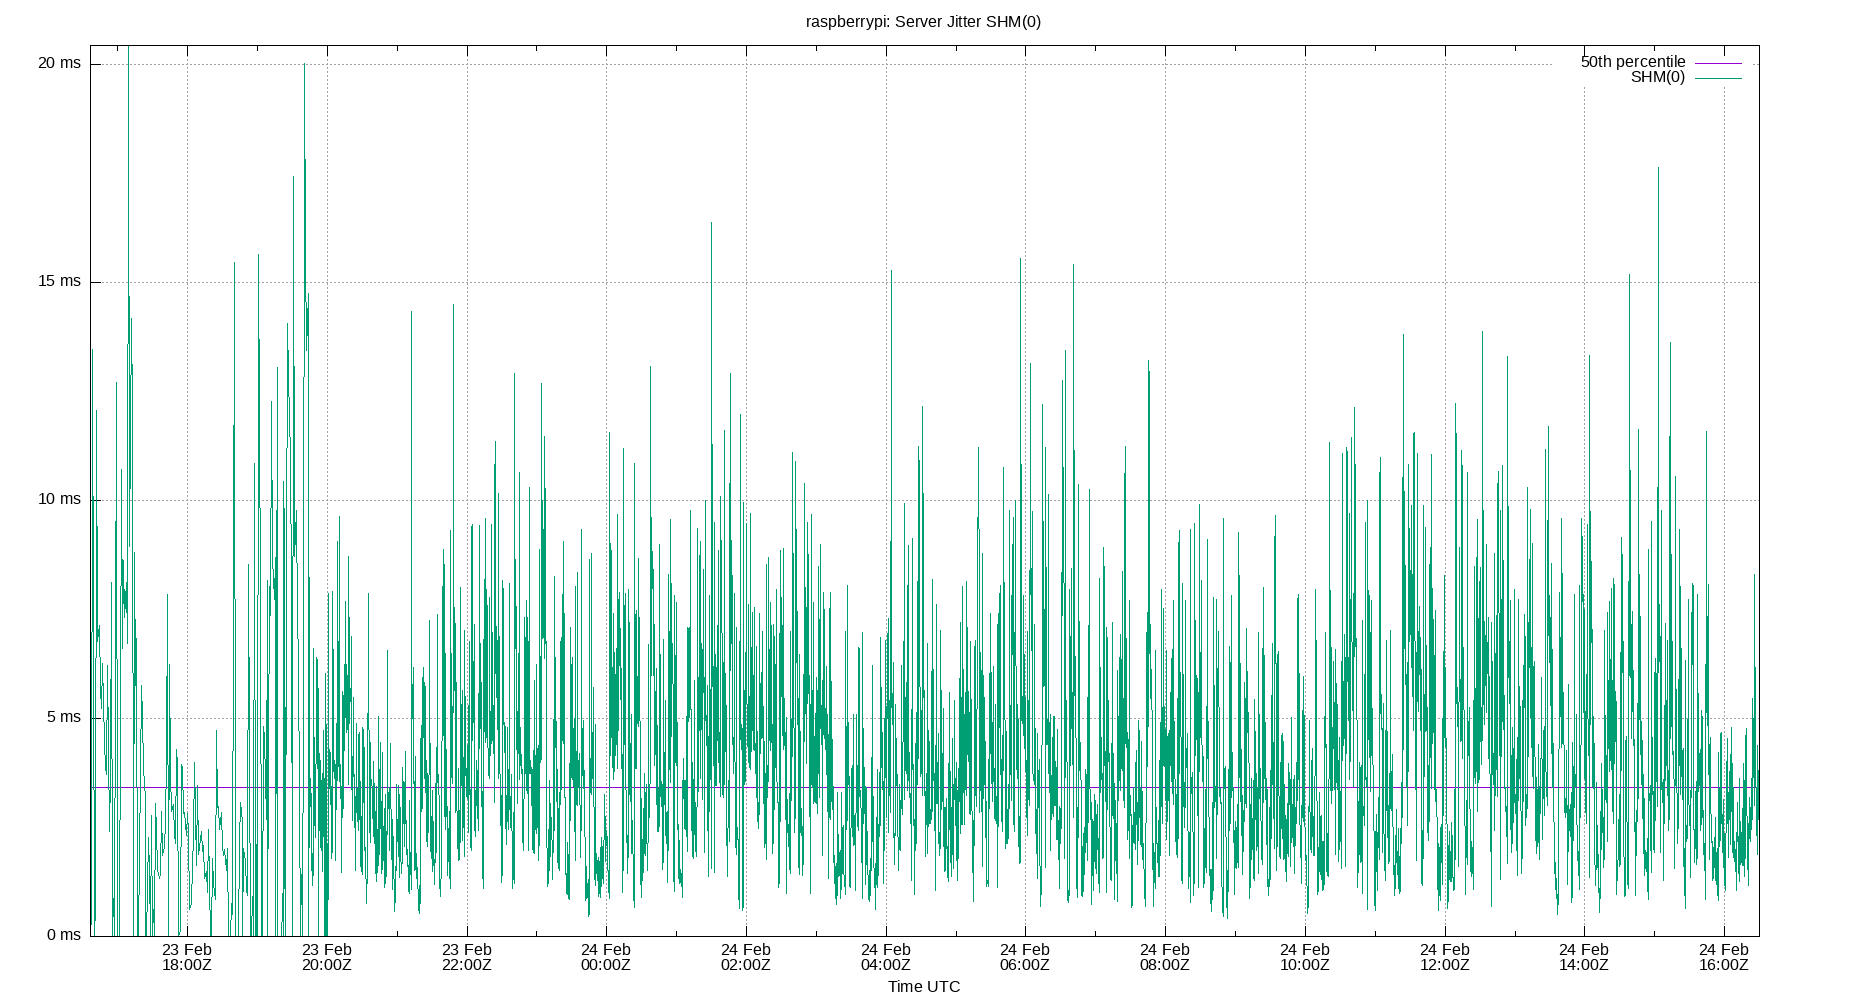 raspberrypi: Server Jitter SHM(0)
50th percentile
SHM(0)
20 ms
15 ms
10 ms
5 ms
0 ms
23 Feb 23 Feb 23 Feb 24 Feb 24 Feb 24 Feb 24 Feb 24 Feb 24 Feb 24 Feb 24 Feb 24 Feb
18:00Z 20:00Z 22:00Z 00:00Z 02:00Z 04:00Z 06:00Z 08:00Z 10:00Z 12:00Z 14:00Z 16:00Z
Time UTC